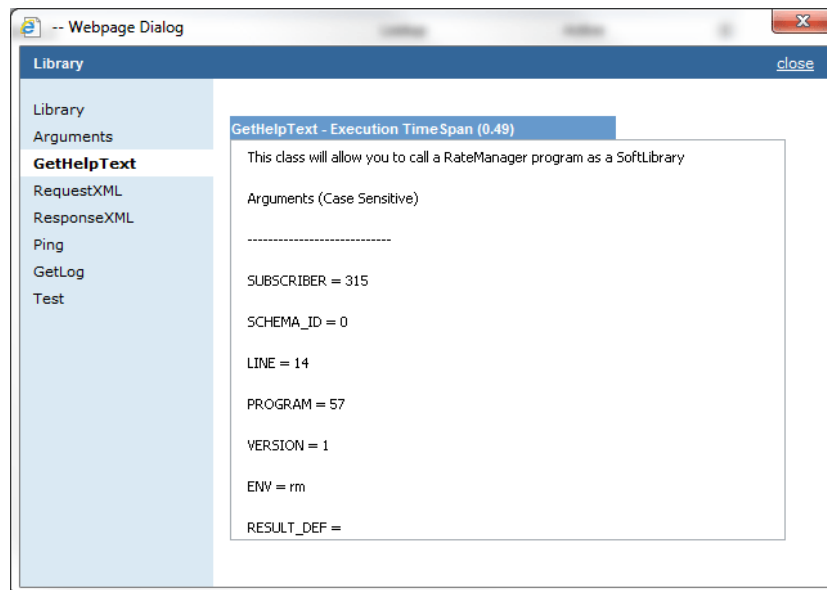 -- Webpage Dialog
Library
close
Library
Arguments
GetHelpText
RequestXML
ResponseXML
Ping
GetLog
Test
GetHelpText - Execution TimeSpan (0.49)
This class will allow you to call a RateManager program as a SoftLibrary
Arguments (Case Sensitive)
----------------------------
SUBSCRIBER = 315
SCHEMA_ID = 0
LINE = 14
PROGRAM = 57
VERSION = 1
ENV = rm
RESULT_DEF =